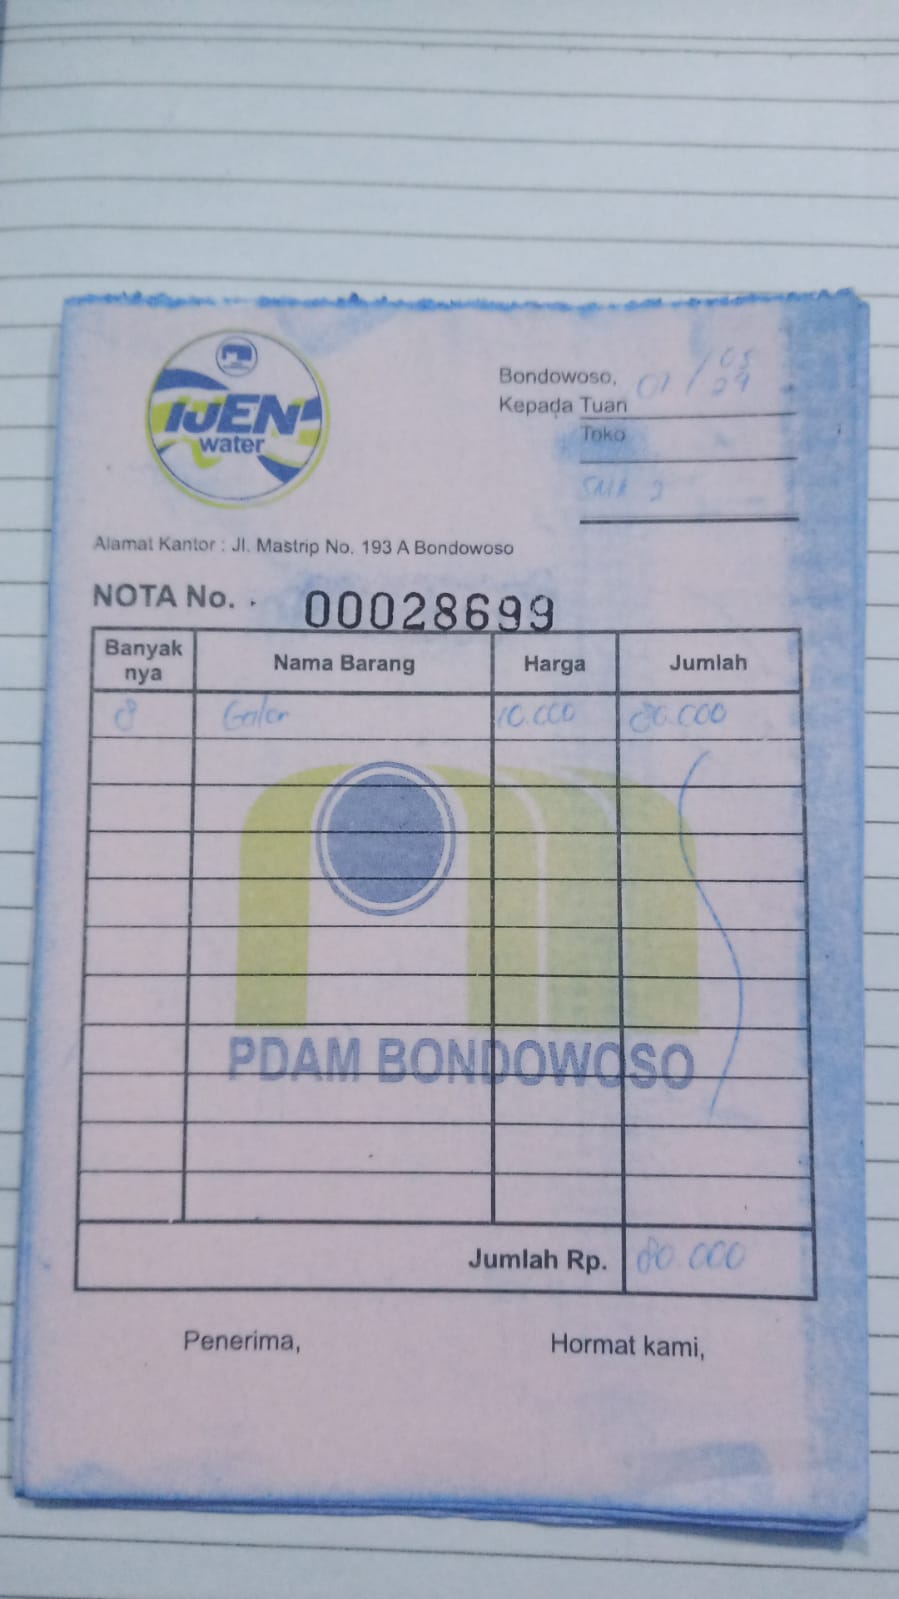 IJEN
water
Bondowoso, 07 / 05
24
Kepada Tuan
Toko
SMA 2
Alamat Kantor : Jl. Mastrip No. 193 A Bondowoso
NOTA No. : 00028699
Banyak nya Nama Barang Harga Jumlah
8 Galon 10.000 80.000
PDAM BONDOWOSO
Jumlah Rp. 80.000
Penerima, Hormat kami,